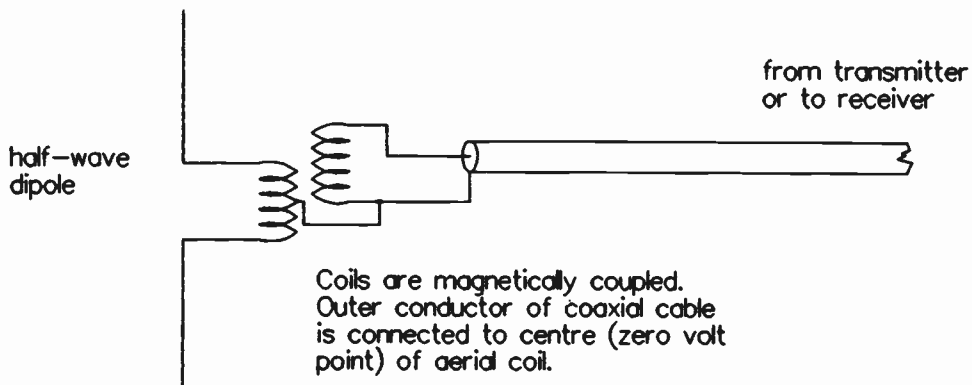 from transmitter
or to receiver
half-wave
dipole
Coils are magnetically coupled.
Outer conductor of coaxial cable
is connected to centre (zero volt
point) of aerial coil.